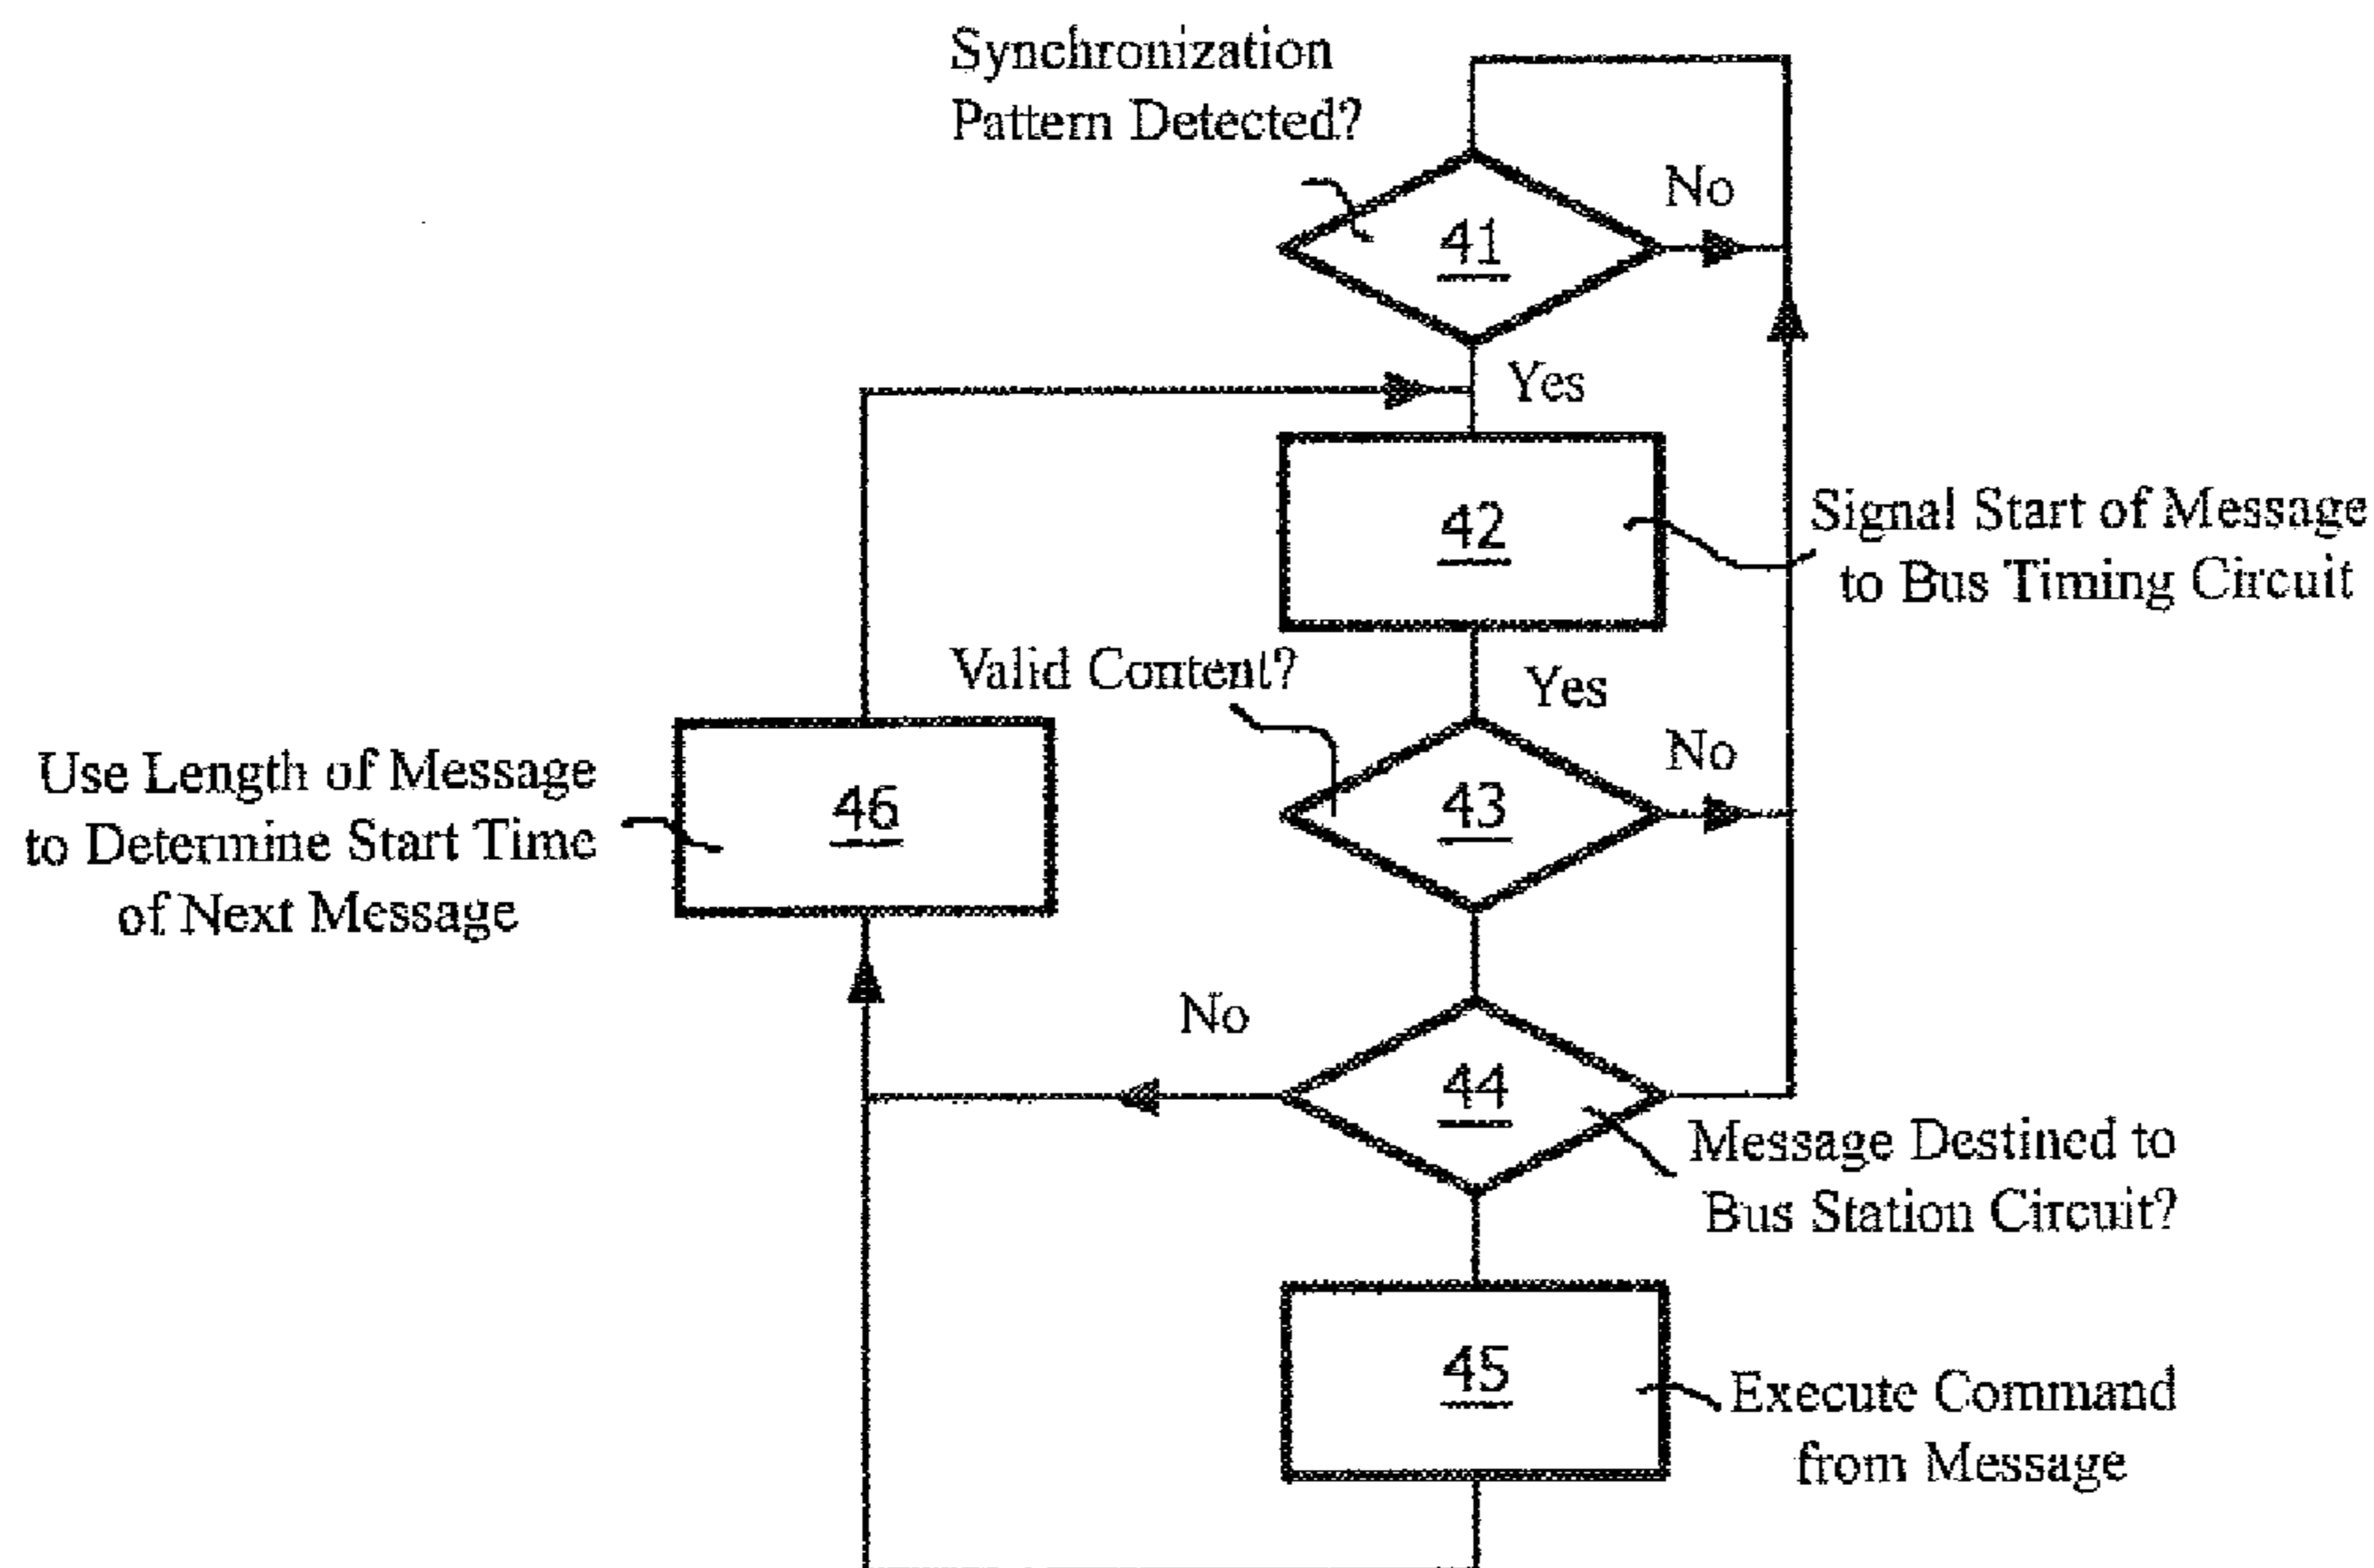 Synchronization
Pattern Detected?
No
41
Yes
42
Signal Start of Message
to Bus Timing Circuit
Valid Content?
Yes
No
Use Length of Message
to Determine Start Time
of Next Message
46
43
No
44
Message Destined to
Bus Station Circuit?
45
Execute Command
from Message